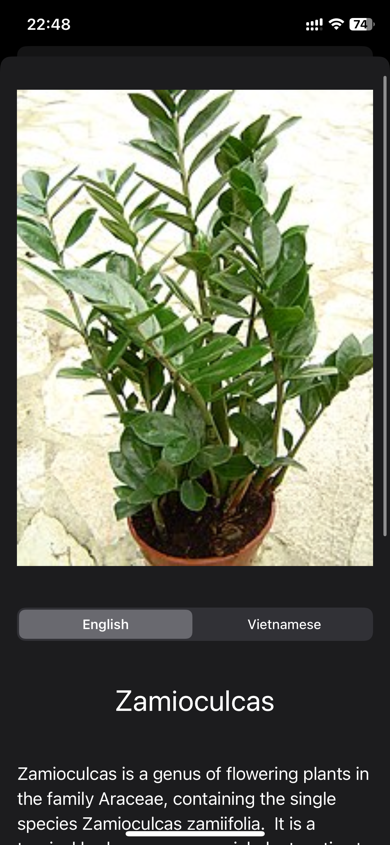 22:48
74
English
Vietnamese
Zamioculcas
Zamioculcas is a genus of flowering plants in
the family Araceae, containing the single
species Zamioculcas zamiifolia. It is a